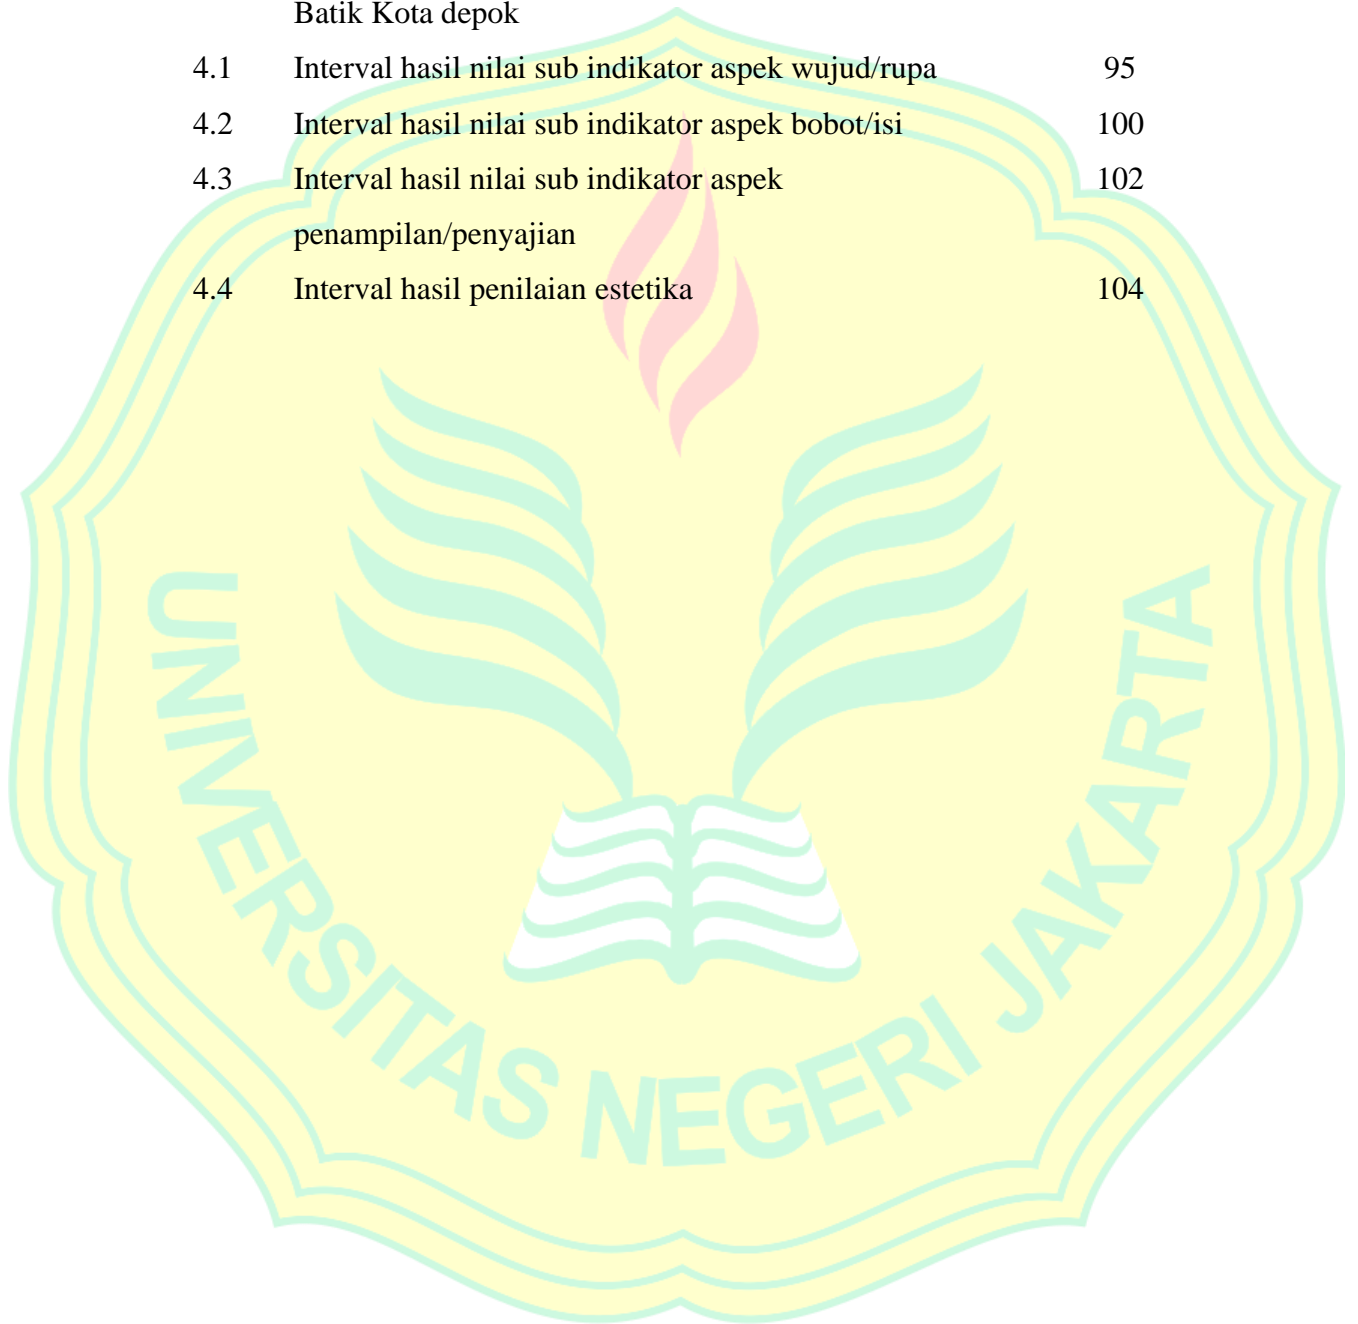 Batik Kota depok
4.1 Interval hasil nilai sub indikator aspek wujud/rupa 95
4.2 Interval hasil nilai sub indikator aspek bobot/isi 100
4.3 Interval hasil nilai sub indikator aspek 102
penampilan/penyajian
4.4 Interval hasil penilaian estetika 104
UNIVERSITAS NEGERI JAKARTA